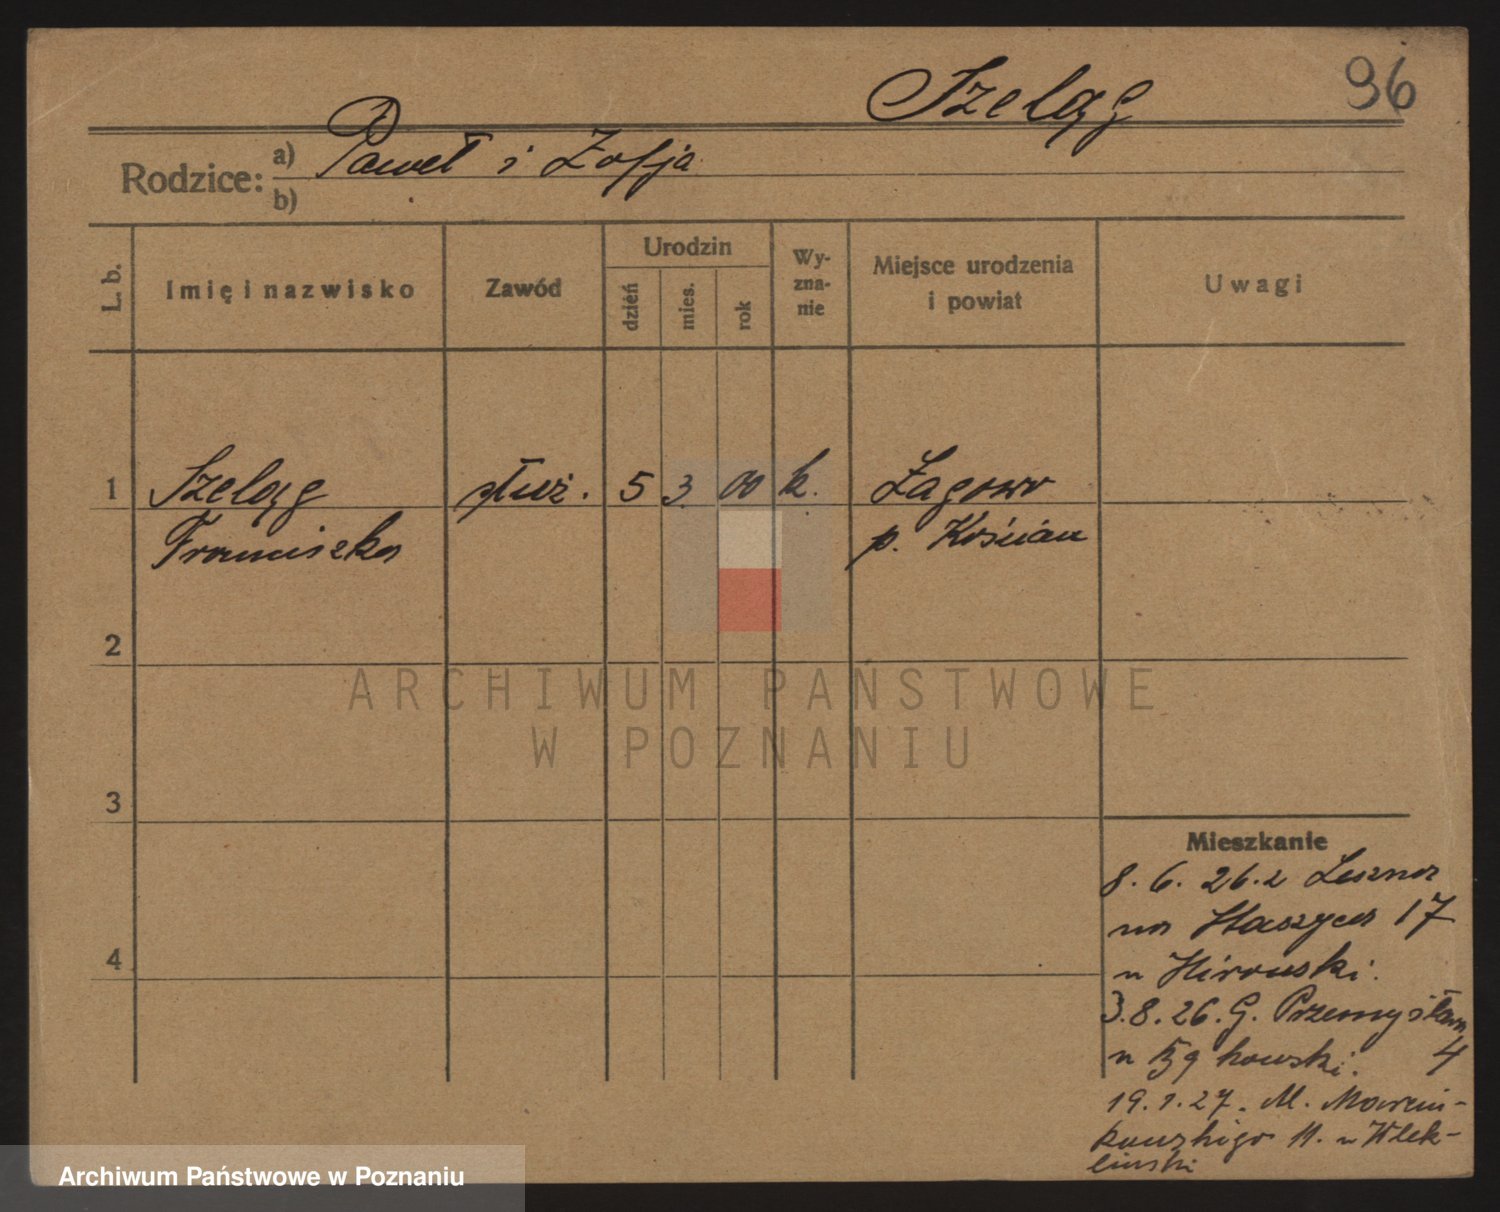 Szeląg 96
Rodzice: a) Paweł i Zofja
b)
L. b. Imię i nazwisko Zawód Urodzin Wy-zna-nie Miejsce urodzenia i powiat Uwagi
dzień mies. rok
1 Szeląg służ. 5 3 00 k. Łagowo
Franciszka p. Kościan
2
ARCHIWUM PAŃSTWOWE
W POZNANIU
3
Mieszkanie
8. 6. 26. z Leszna
na Staszyca 17
u
3. 8. 26. G.
u 4
19. 1. 27. M. Marcin-
kowskiego 11. u Wlek-
liński
4
Archiwum Państwowe w Poznaniu